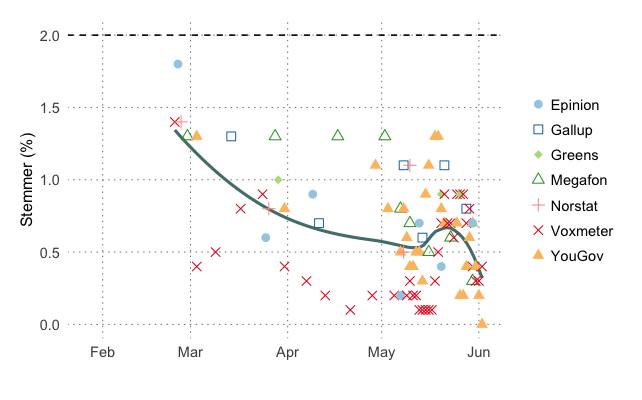 2.0
1.5
1.0
0.5
0.0
Stemmer (%)
Feb
Mar
Apr
May
Jun
Epinion
Gallup
Greens
Megafon
Norstat
Voxmeter
YouGov